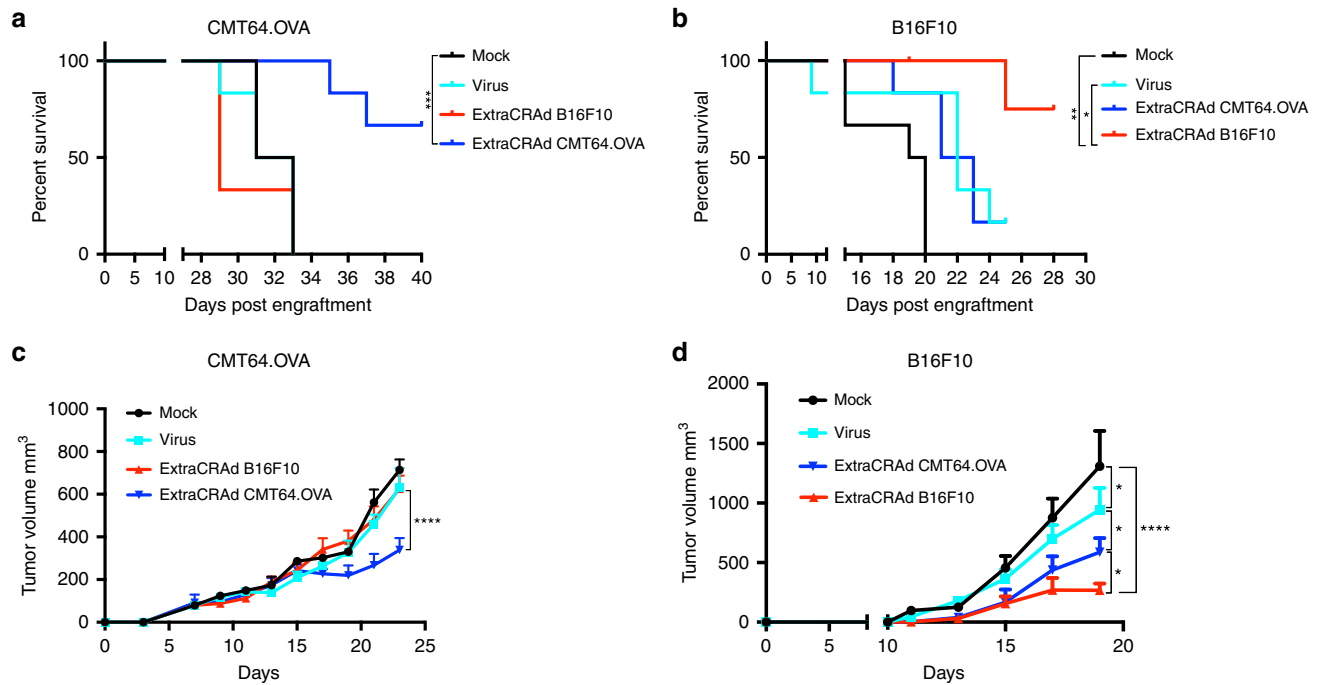 a
CMT64.OVA
100
50
0
Percent survival
0 5 10 28 30 32 34 36 38 40
Days post engraftment
Mock
Virus
ExtraCRAd B16F10
ExtraCRAd CMT64.OVA
***
b
B16F10
100
50
0
Percent survival
0 5 10 16 18 20 22 24 26 28 30
Days post engraftment
Mock
Virus
ExtraCRAd CMT64.OVA
ExtraCRAd B16F10
**
*
c
CMT64.OVA
1000
800
600
400
200
0
Tumor volume mm³
0 5 10 15 20 25
Days
Mock
Virus
ExtraCRAd B16F10
ExtraCRAd CMT64.OVA
****
d
B16F10
2000
1500
1000
500
0
Tumor volume mm³
0 5 10 15 20
Days
Mock
Virus
ExtraCRAd CMT64.OVA
ExtraCRAd B16F10
*
*
*
****